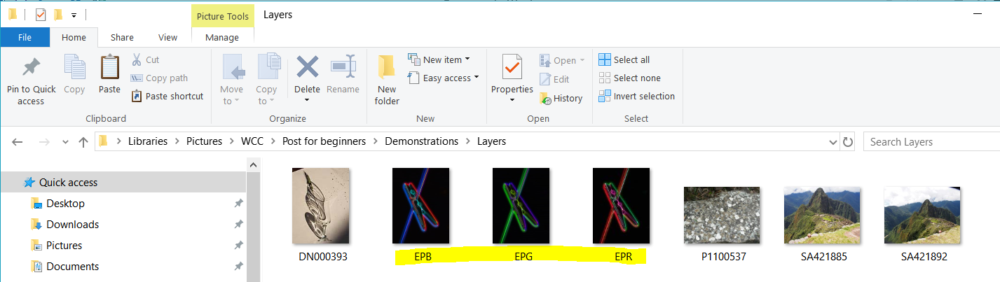 Picture Tools Layers
File Home Share View Manage
Pin to Quick access
Copy
Paste
Cut
Copy path
Paste shortcut
Clipboard
Move to
Copy to
Delete
Rename
Organize
New folder
New item
Easy access
New
Properties
Open
Edit
History
Open
Select all
Select none
Invert selection
Select
Libraries Pictures WCC Post for beginners Demonstrations Layers
Search Layers
Quick access
Desktop
Downloads
Pictures
Documents
DN000393 EPB EPG EPR P1100537 SA421885 SA421892